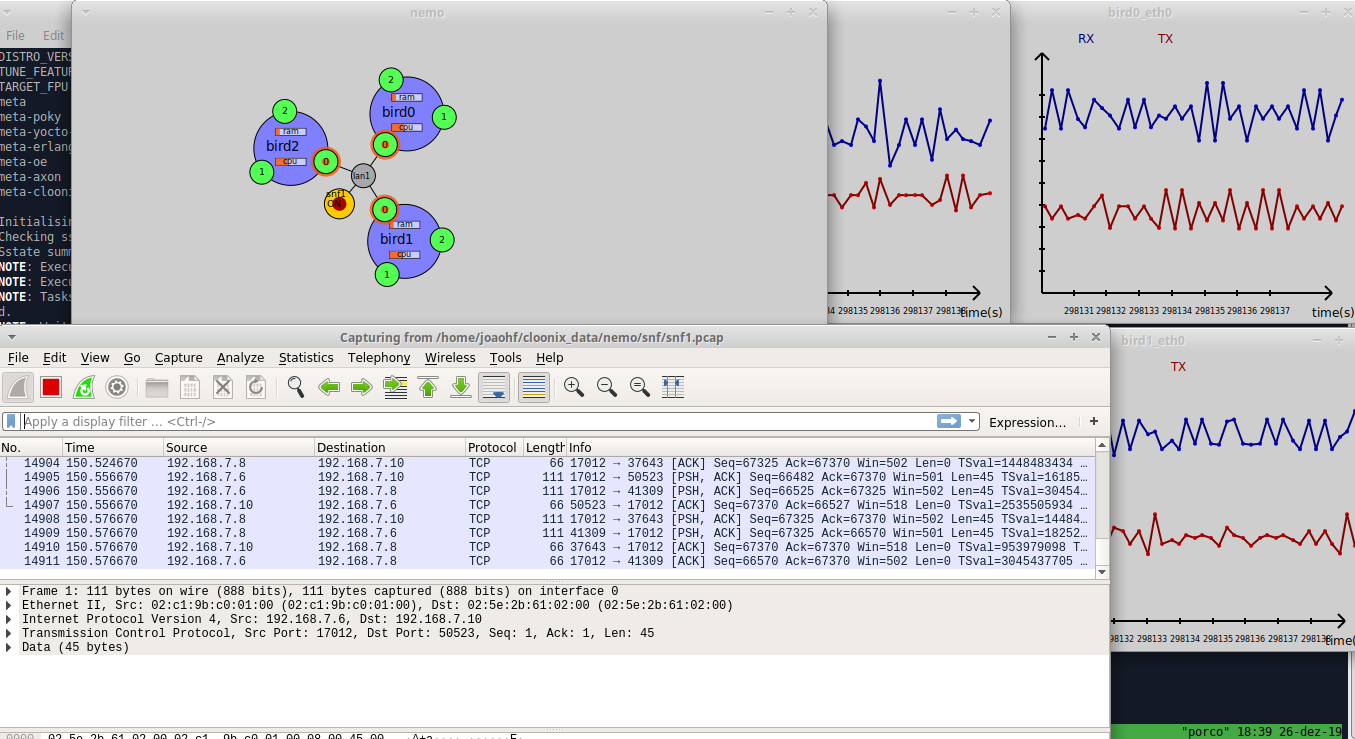 nemo
bird0_eth0
File Edit
RX TX
DISTRO_VERS
TUNE_FEATUR
TARGET_FPU
meta
meta-poky
meta-yocto-
meta-erlang
meta-oe
meta-axon
meta-clooni
Initialising
Checking ss
Sstate summ
NOTE: Execu
NOTE: Execu
NOTE: Tasks
d.
2
ram
bird0
1
cpu
0
2
ram
bird2
cpu
1
0
lan1
snf1
ON
0
ram
bird1
2
cpu
1
34 298135 298136 298137 298138 time(s)
298131 298132 298133 298134 298135 298136 298137 time(s)
Capturing from /home/joaohf/cloonix_data/nemo/snf/snf1.pcap
bird1_eth0
TX
File Edit View Go Capture Analyze Statistics Telephony Wireless Tools Help
Apply a display filter ... <Ctrl-/>
Expression... +
No. Time Source Destination Protocol Length Info
14904 150.524670 192.168.7.8 192.168.7.10 TCP 66 17012 → 37643 [ACK] Seq=67325 Ack=67370 Win=502 Len=0 TSval=1448483434 …
14905 150.556670 192.168.7.6 192.168.7.10 TCP 111 17012 → 50523 [PSH, ACK] Seq=66482 Ack=67370 Win=501 Len=45 TSval=16185…
14906 150.556670 192.168.7.6 192.168.7.8 TCP 111 17012 → 41309 [PSH, ACK] Seq=66525 Ack=67325 Win=502 Len=45 TSval=30454…
14907 150.556670 192.168.7.10 192.168.7.6 TCP 66 50523 → 17012 [ACK] Seq=67370 Ack=66527 Win=518 Len=0 TSval=2535505934 …
14908 150.576670 192.168.7.8 192.168.7.10 TCP 111 17012 → 37643 [PSH, ACK] Seq=67325 Ack=67370 Win=502 Len=45 TSval=14484…
14909 150.576670 192.168.7.8 192.168.7.6 TCP 111 41309 → 17012 [PSH, ACK] Seq=67325 Ack=66570 Win=501 Len=45 TSval=18252…
14910 150.576670 192.168.7.10 192.168.7.8 TCP 66 37643 → 17012 [ACK] Seq=67370 Ack=67370 Win=518 Len=0 TSval=953979098 T…
14911 150.576670 192.168.7.6 192.168.7.8 TCP 66 17012 → 41309 [ACK] Seq=66570 Ack=67370 Win=502 Len=0 TSval=3045437705 …
Frame 1: 111 bytes on wire (888 bits), 111 bytes captured (888 bits) on interface 0
Ethernet II, Src: 02:c1:9b:c0:01:00 (02:c1:9b:c0:01:00), Dst: 02:5e:2b:61:02:00 (02:5e:2b:61:02:00)
Internet Protocol Version 4, Src: 192.168.7.6, Dst: 192.168.7.10
Transmission Control Protocol, Src Port: 17012, Dst Port: 50523, Seq: 1, Ack: 1, Len: 45
Data (45 bytes)
298132 298133 298134 298135 298136 298137 298138 time(
"porco" 18:39 26-dez-19
0000 02 5e 2b 61 02 00 02 c1 9b c0 01 00 08 00 45 00